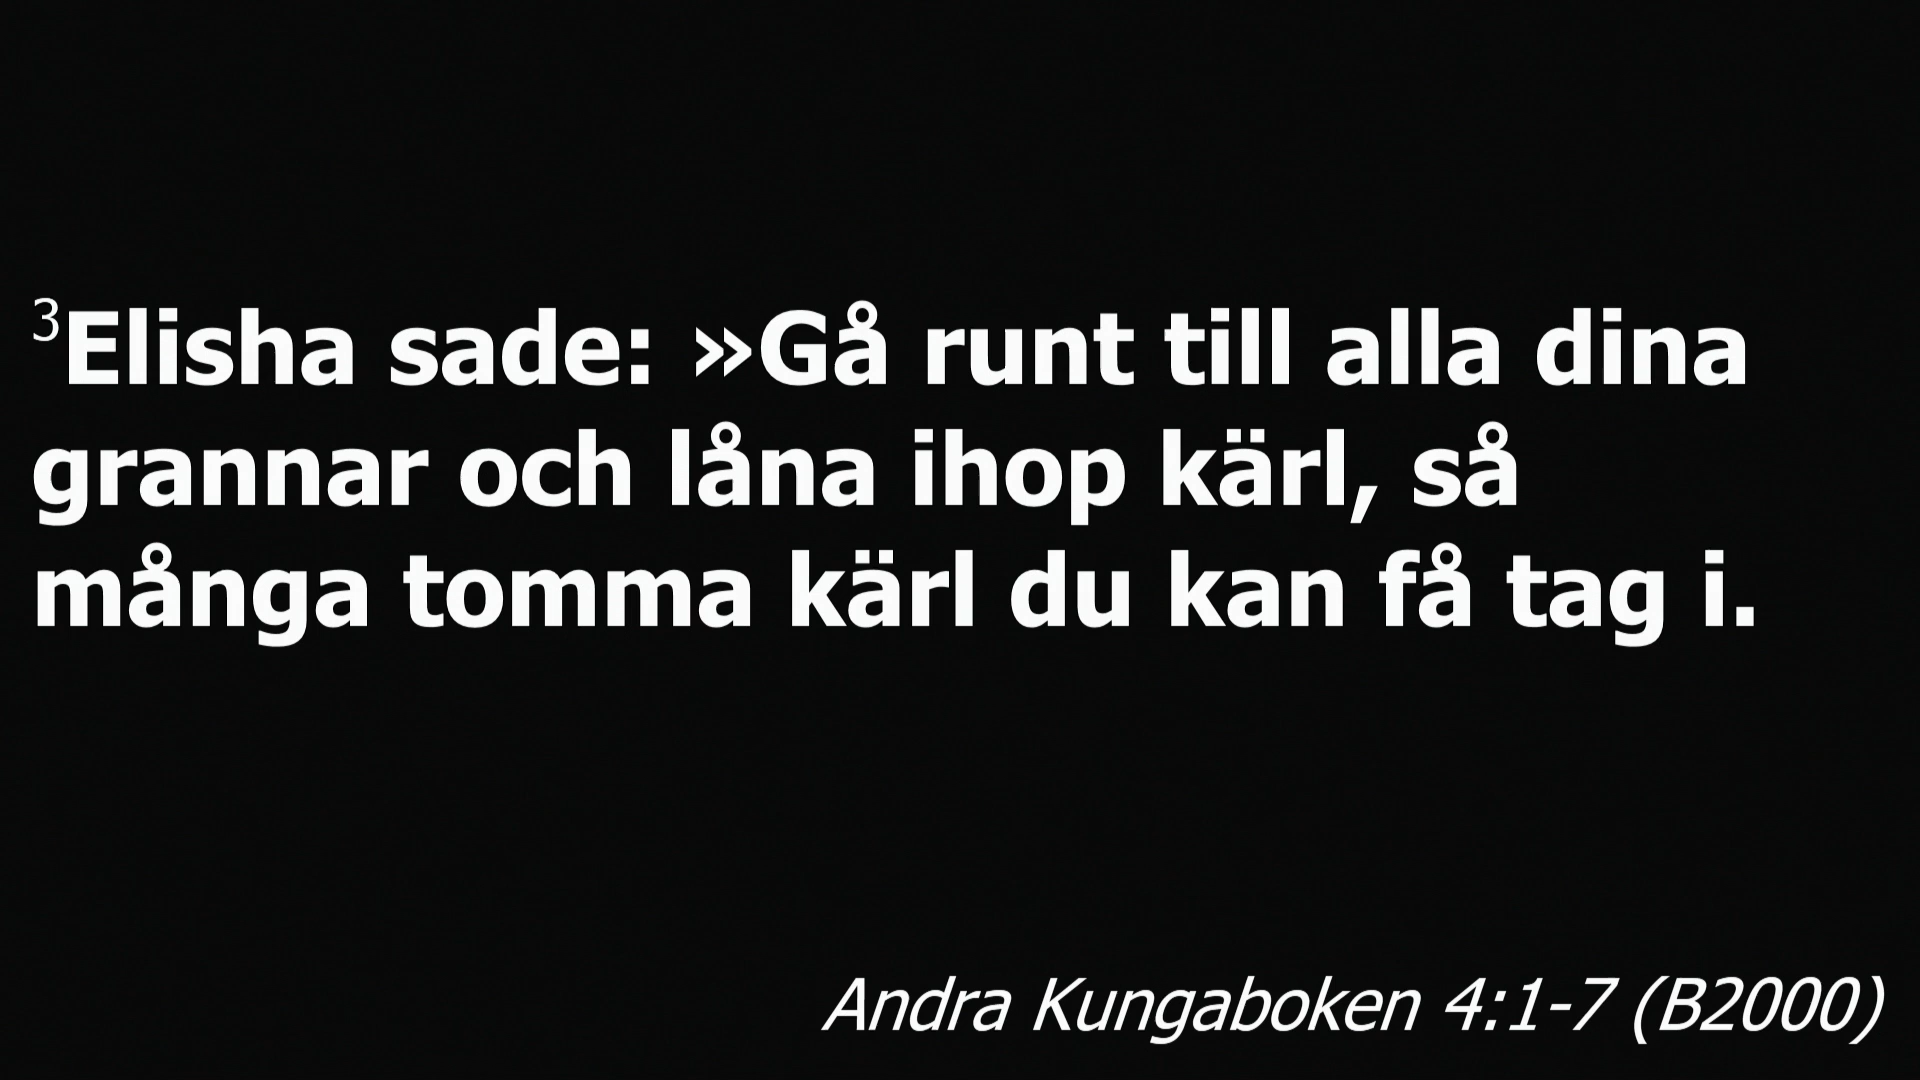 ³Elisha sade: »Gå runt till alla dina
grannar och låna ihop kärl, så
många tomma kärl du kan få tag i.
Andra Kungaboken 4:1-7 (B2000)